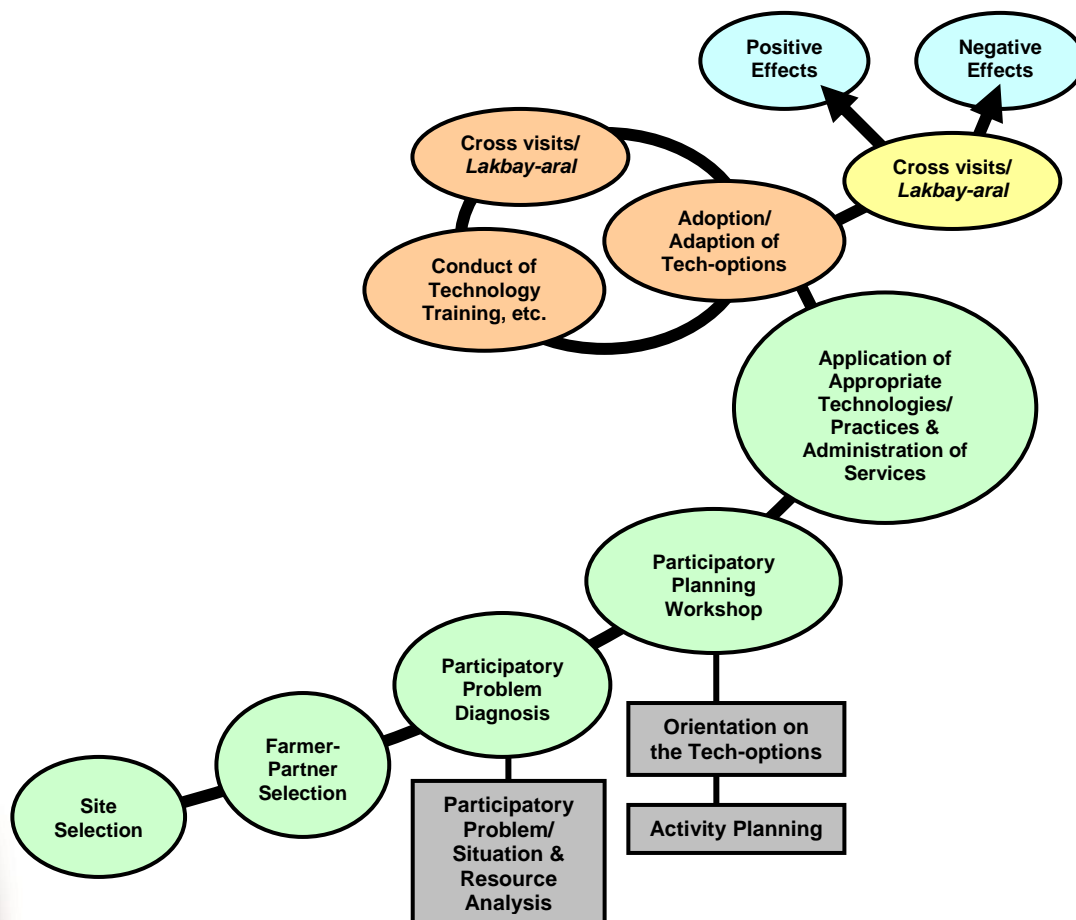 Positive
Effects
Negative
Effects
Cross visits/
Lakbay-aral
Cross visits/
Lakbay-aral
Adoption/
Adaption of
Tech-options
Conduct of
Technology
Training, etc.
Application of
Appropriate
Technologies/
Practices &
Administration of
Services
Participatory
Planning
Workshop
Participatory
Problem
Diagnosis
Orientation on
the Tech-options
Farmer-
Partner
Selection
Site
Selection
Participatory
Problem/
Situation &
Resource
Analysis
Activity Planning